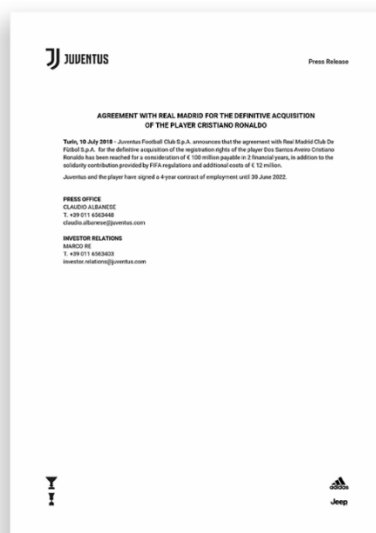 JUVENTUS
Press Release
AGREEMENT WITH REAL MADRID FOR THE DEFINITIVE ACQUISITION
OF THE PLAYER CRISTIANO RONALDO
Turin, 10 July 2018 – Juventus Football Club S.p.A. announces that the agreement with Real Madrid Club De
Fútbol S.p.A. for the definitive acquisition of the registration rights of the player Dos Santos Aveiro Cristiano
Ronaldo has been reached for a consideration of € 100 million payable in 2 financial years, in addition to the
solidarity contribution provided by FIFA regulations and additional costs of € 12 million.
Juventus and the player have signed a 4-year contract of employment until 30 June 2022.
PRESS OFFICE
CLAUDIO ALBANESE
T. +39 011 6563448
claudio.albanese@juventus.com
INVESTOR RELATIONS
MARCO RE
T. +39 011 6563403
investor.relations@juventus.com
adidas
Jeep